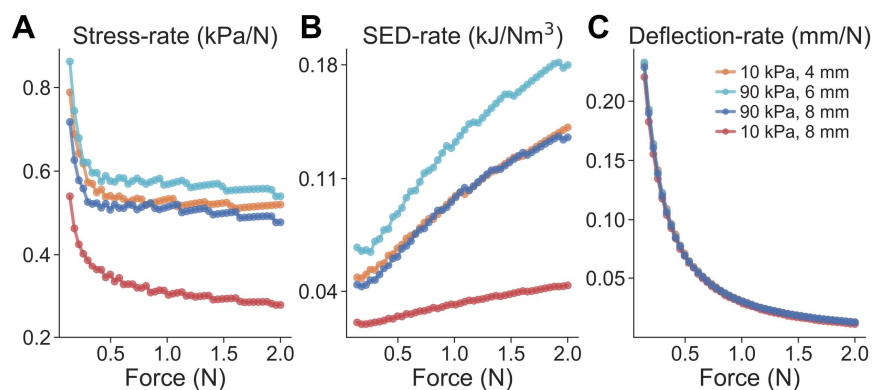 A Stress-rate (kPa/N)
0.8
0.6
0.4
0.2
0.5 1.0 1.5 2.0
Force (N)
B SED-rate (kJ/Nm³)
0.18
0.11
0.04
0.5 1.0 1.5 2.0
Force (N)
C Deflection-rate (mm/N)
10 kPa, 4 mm
90 kPa, 6 mm
90 kPa, 8 mm
10 kPa, 8 mm
0.20
0.15
0.10
0.05
0.5 1.0 1.5 2.0
Force (N)